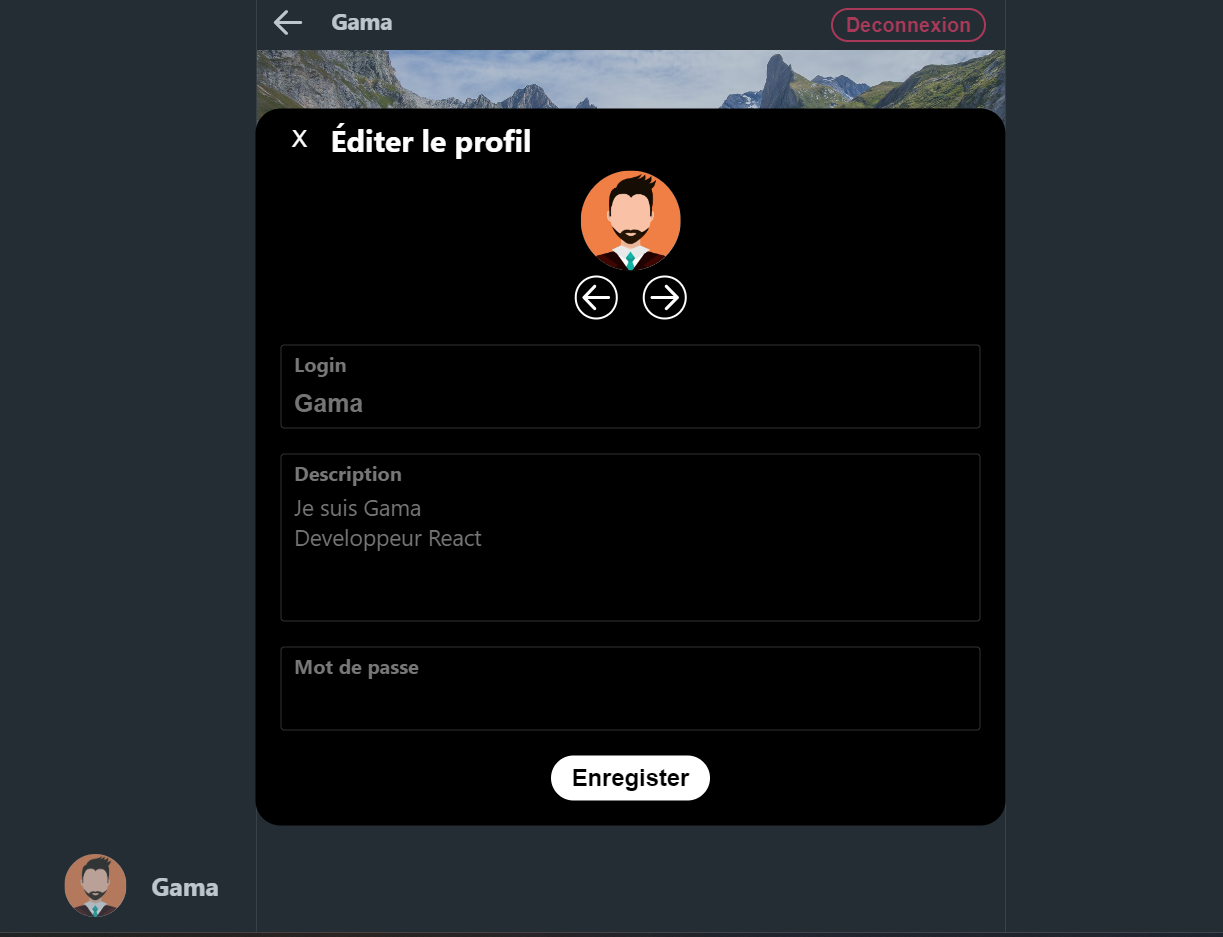 Gama
Deconnexion
X Éditer le profil
Login
Gama
Description
Je suis Gama
Developpeur React
Mot de passe
Enregister
Gama